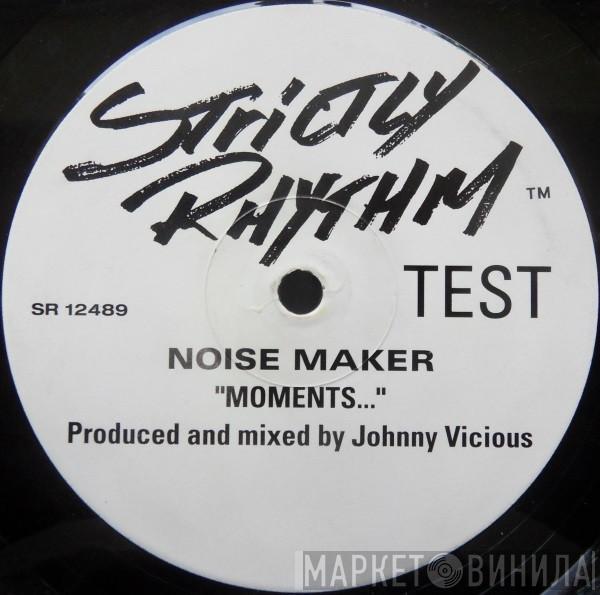 STRICTLY
RHYTHM ™
TEST
SR 12489
NOISE MAKER
"MOMENTS..."
Produced and mixed by Johnny Vicious
МАРКЕТ ВИНИЛА